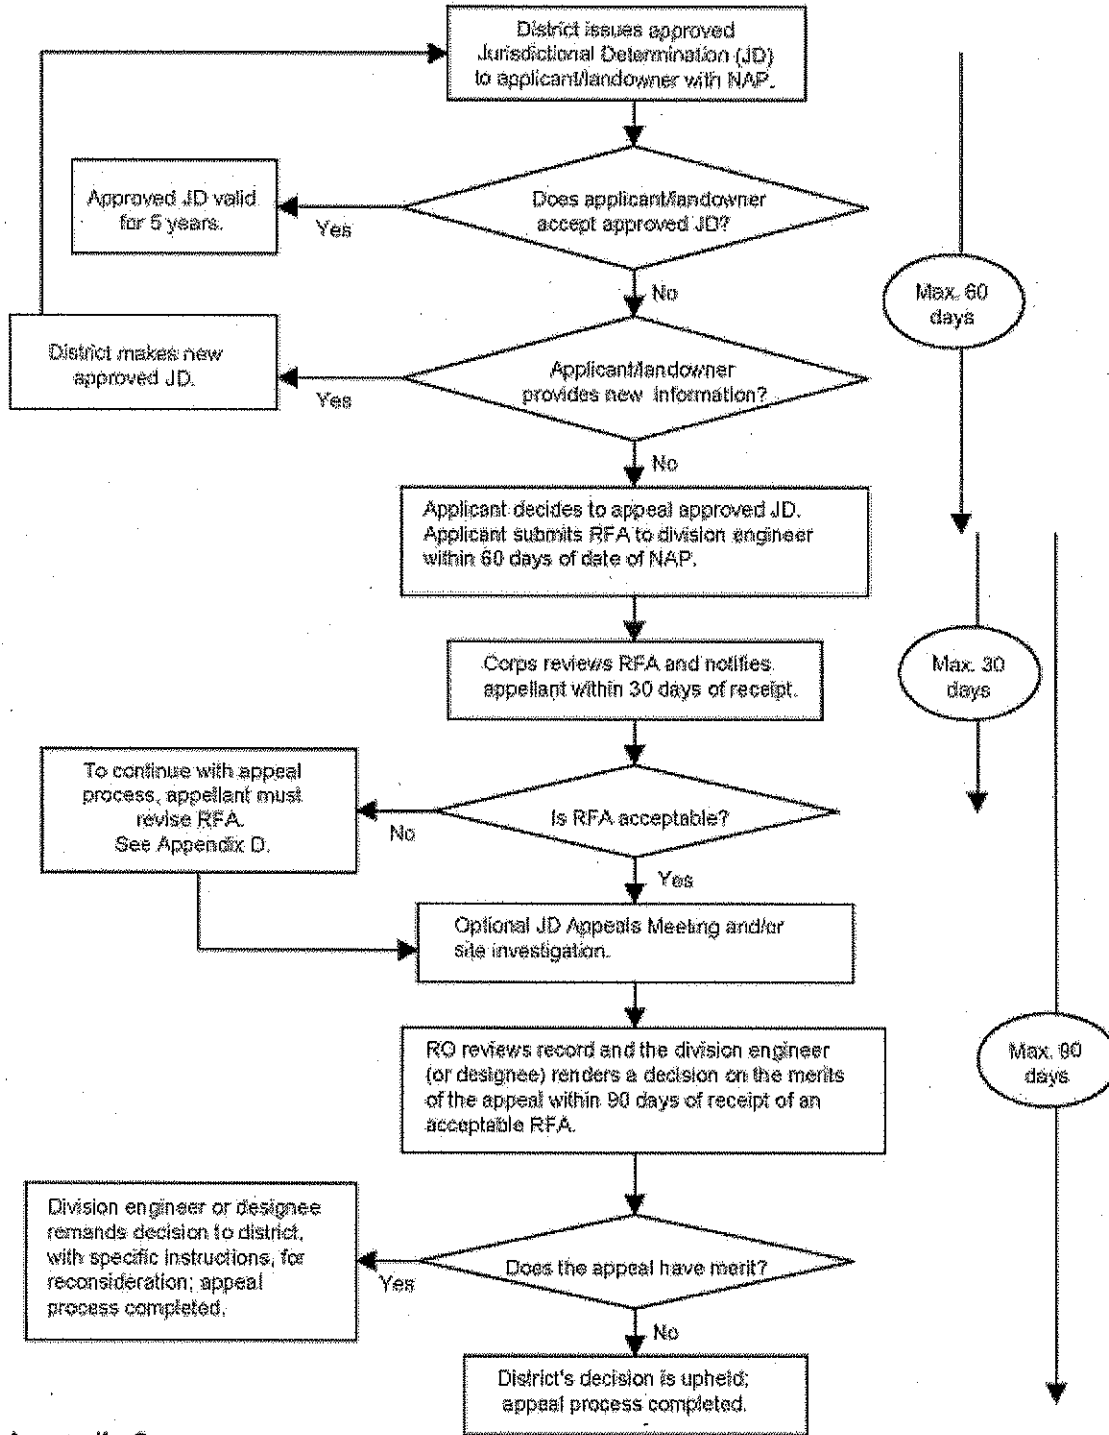 District issues approved
Jurisdictional Determination (JD)
to applicant/landowner with NAP.
Does applicant/landowner
accept approved JD?
Yes
Approved JD valid
for 5 years.
No
Max. 60
days
Applicant/landowner
provides new information?
Yes
District makes new
approved JD.
No
Applicant decides to appeal approved JD.
Applicant submits RFA to division engineer
within 60 days of date of NAP.
Corps reviews RFA and notifies
appellant within 30 days of receipt.
Max. 30
days
Is RFA acceptable?
No
To continue with appeal
process, appellant must
revise RFA.
See Appendix D.
Yes
Optional JD Appeals Meeting and/or
site investigation.
RO reviews record and the division engineer
(or designee) renders a decision on the merits
of the appeal within 90 days of receipt of an
acceptable RFA.
Max. 90
days
Does the appeal have merit?
Yes
Division engineer or designee
remands decision to district,
with specific instructions, for
reconsideration; appeal
process completed.
No
District's decision is upheld;
appeal process completed.